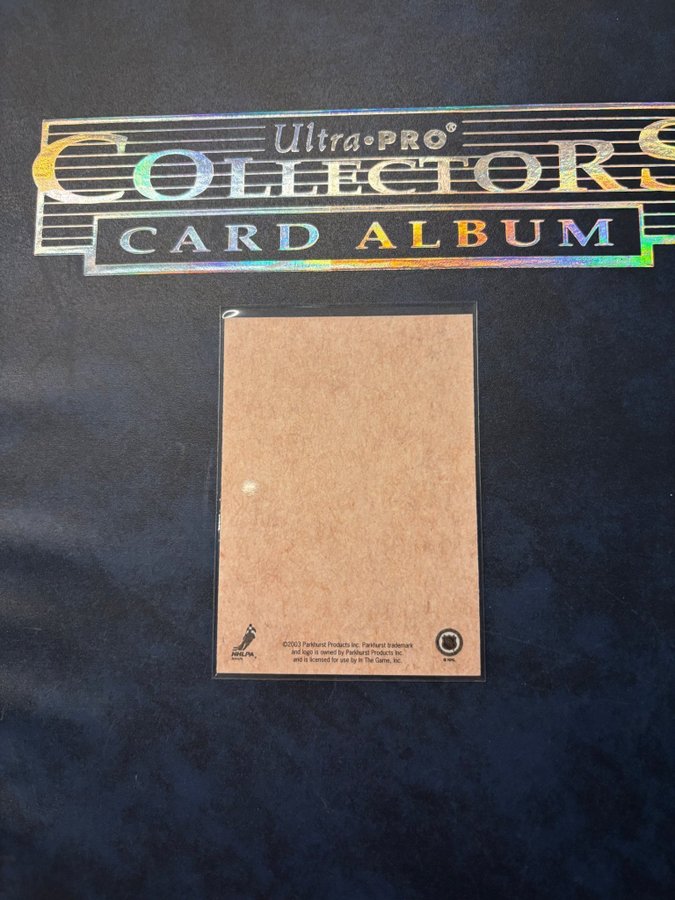 Ultra•PRO®
COLLECTORS
CARD ALBUM
©2003 Parkhurst Products Inc. Parkhurst trademark
and logo is owned by Parkhurst Products Inc.
and is licensed for use by In The Game, Inc.
NHLPA
© NHL